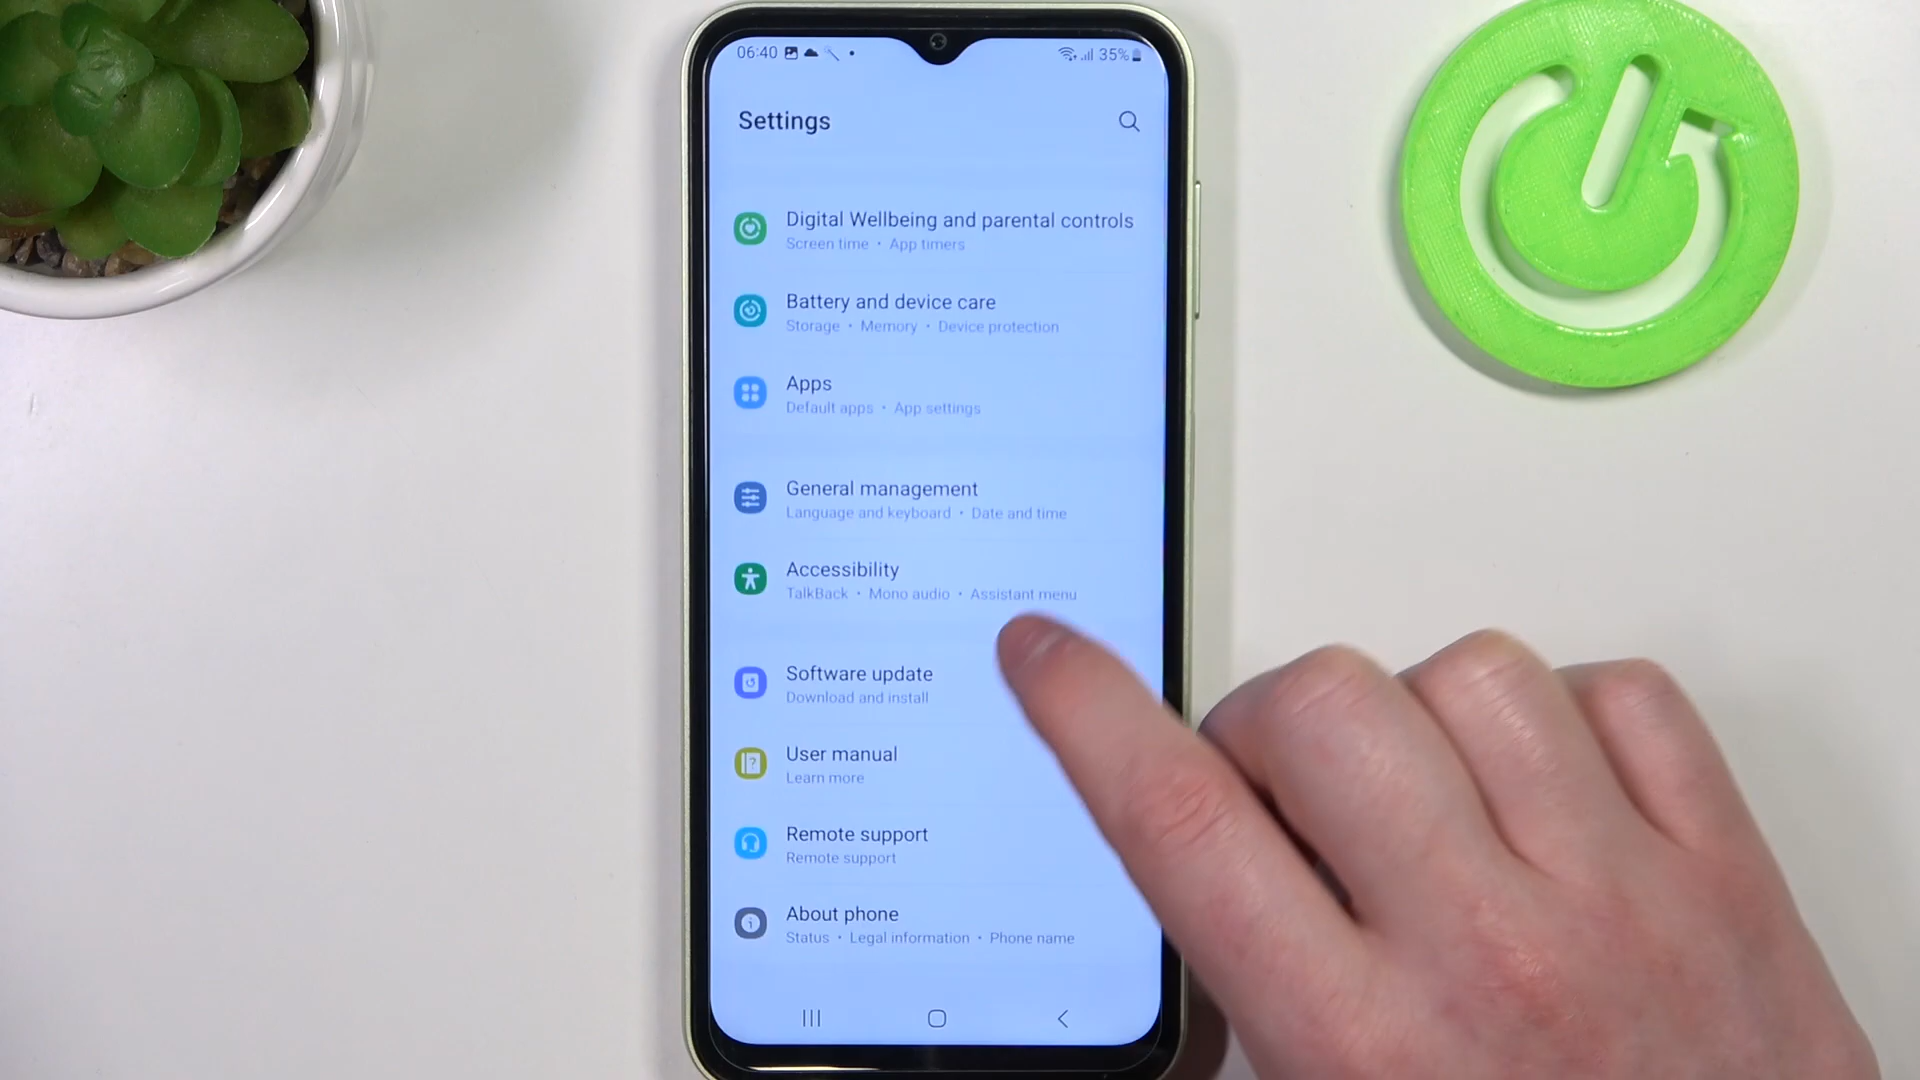 06:40 35%
Settings
Digital Wellbeing and parental controls
Screen time • App timers
Battery and device care
Storage • Memory • Device protection
Apps
Default apps • App settings
General management
Language and keyboard • Date and time
Accessibility
TalkBack • Mono audio • Assistant menu
Software update
Download and install
User manual
Learn more
Remote support
Remote support
About phone
Status • Legal information • Phone name